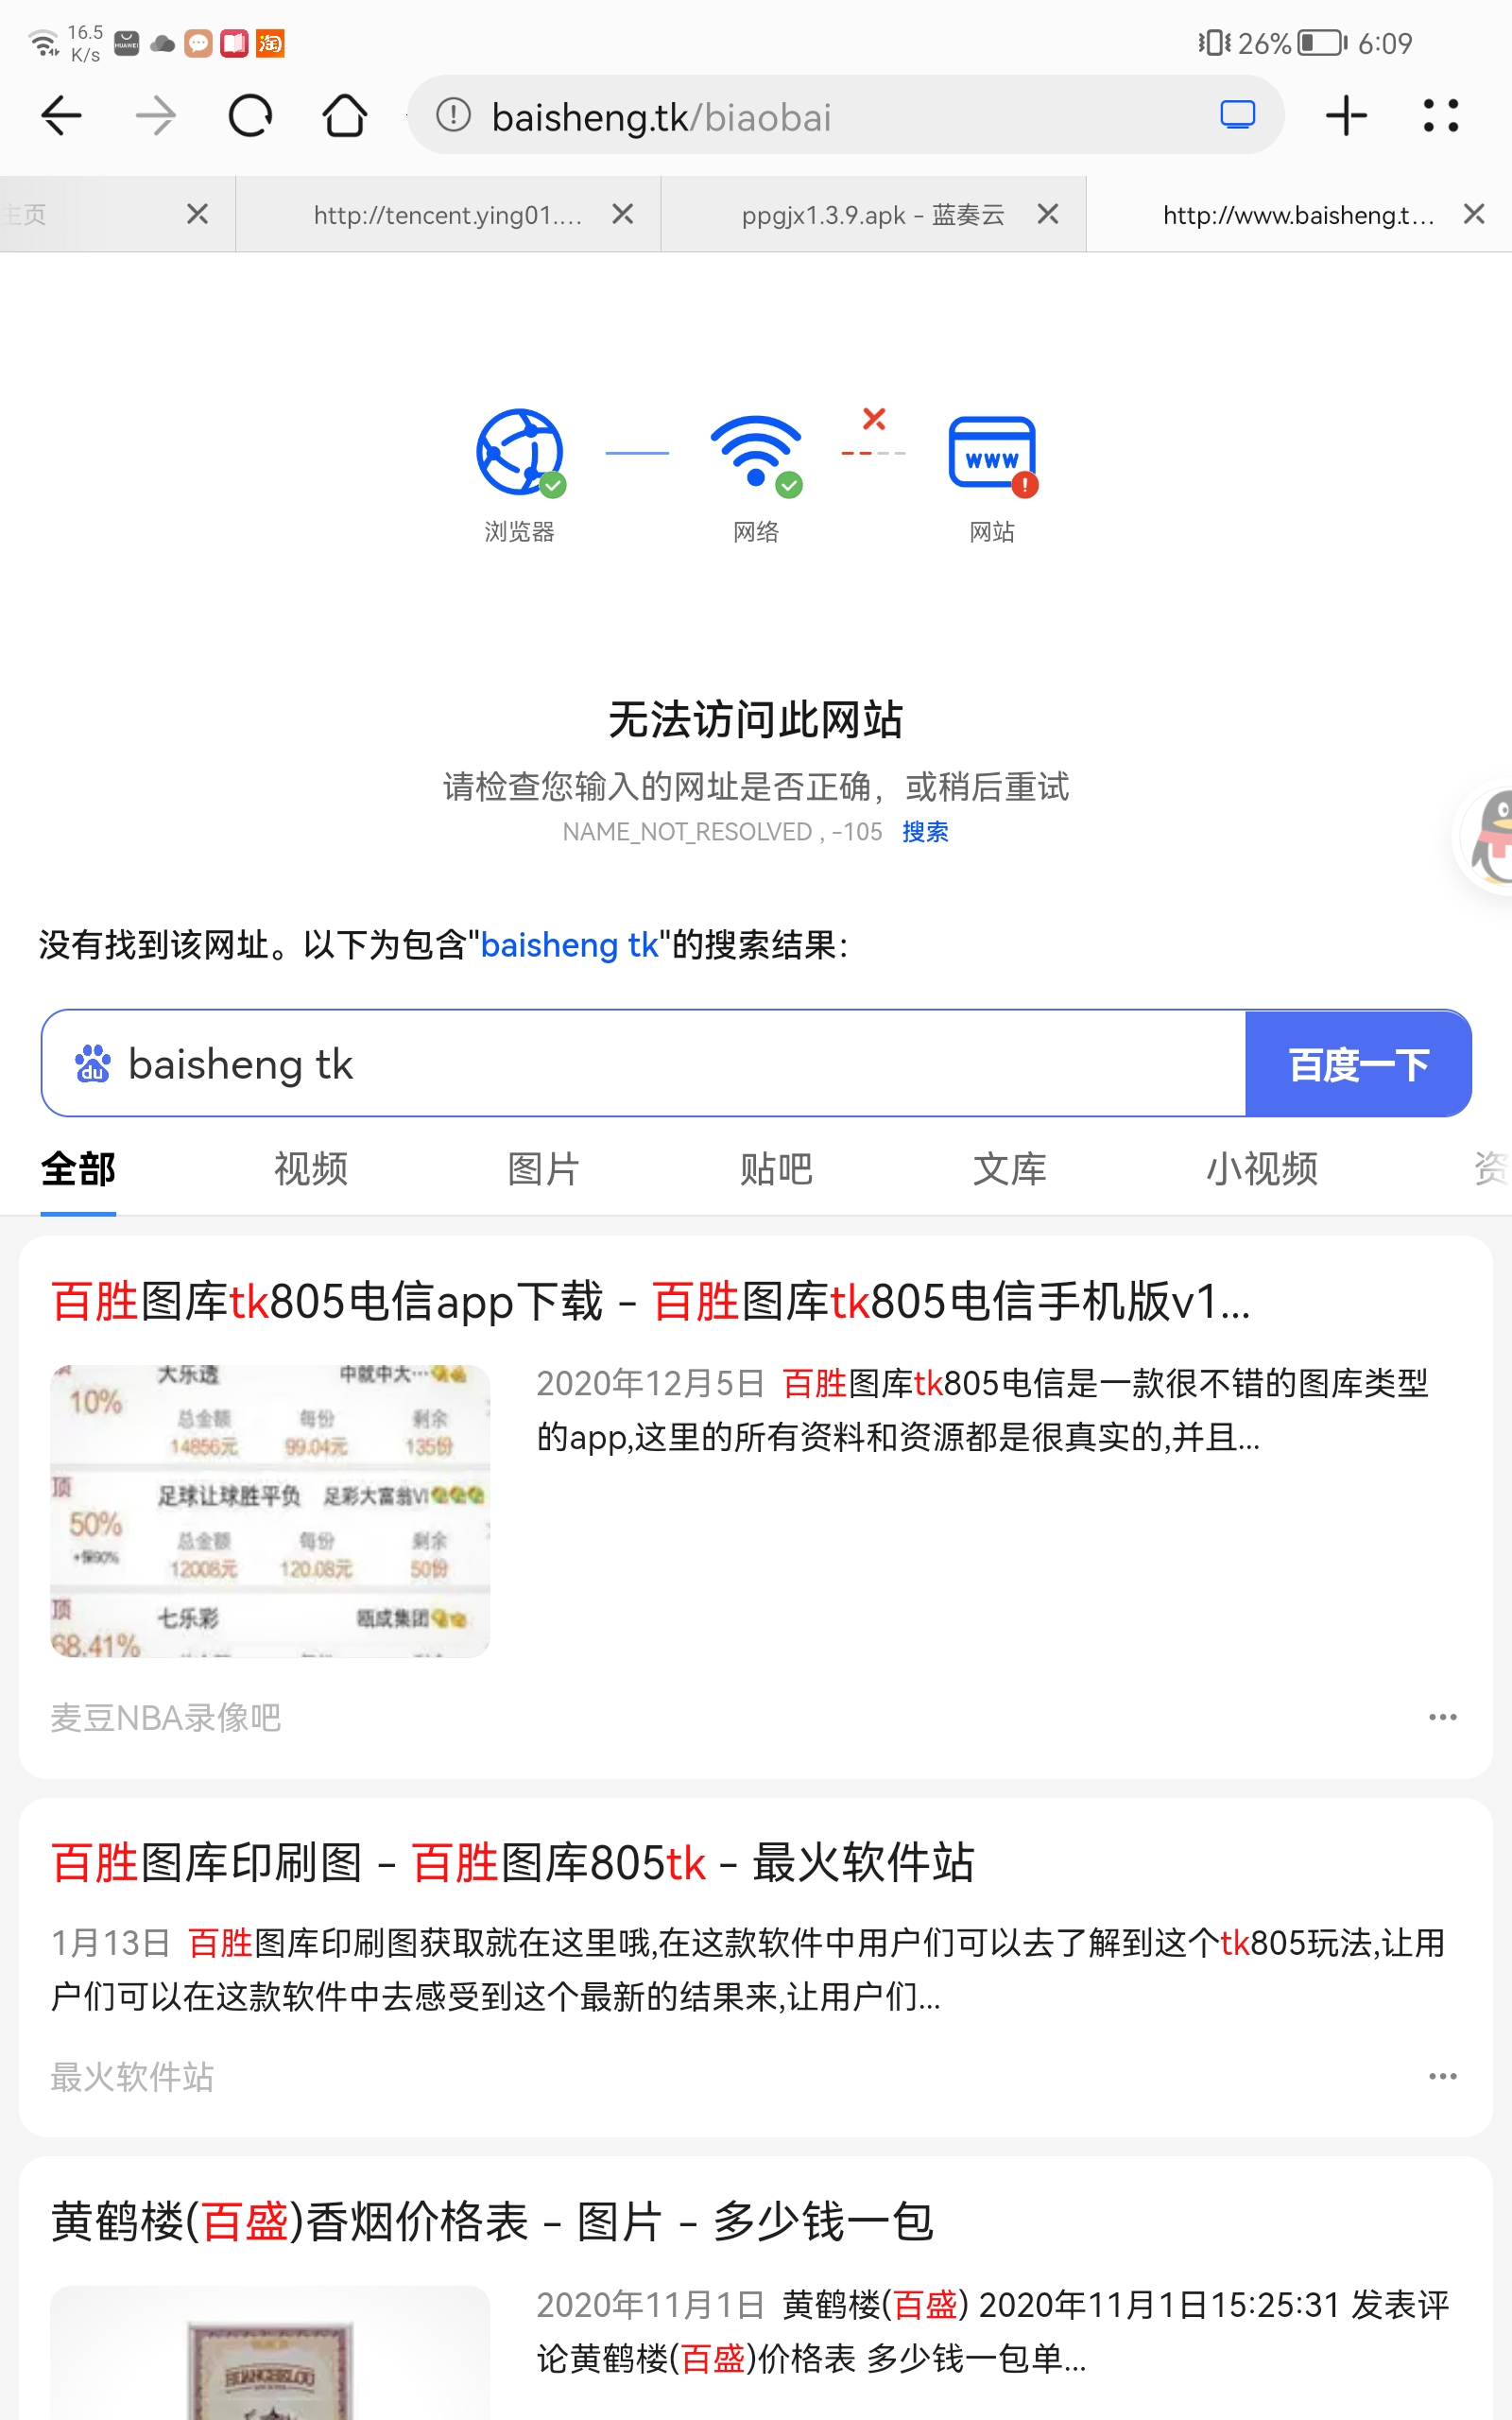 16.5
K/s
HUAWEI
淘
26%
6:09
baisheng.tk/biaobai
主页
http://tencent.ying01....
ppgjx1.3.9.apk - 蓝奏云
http://www.baisheng.t...
www
浏览器
网络
网站
无法访问此网站
请检查您输入的网址是否正确，或稍后重试
NAME_NOT_RESOLVED , -105 搜索
没有找到该网址。以下为包含"baisheng tk"的搜索结果：
du baisheng tk
百度一下
全部 视频 图片 贴吧 文库 小视频 资
百胜图库tk805电信app下载 - 百胜图库tk805电信手机版v1...
大乐透 中就中大…
10%
总金额 每份 剩余
14856元 99.04元 135份
顶 足球让球胜平负 足彩大富翁VI
50%
总金额 每份 剩余
+保90%
12008元 120.08元 50份
顶 七乐彩 瓯成集团
68.41%
2020年12月5日 百胜图库tk805电信是一款很不错的图库类型
的app,这里的所有资料和资源都是很真实的,并且...
麦豆NBA录像吧
百胜图库印刷图 - 百胜图库805tk - 最火软件站
1月13日 百胜图库印刷图获取就在这里哦,在这款软件中用户们可以去了解到这个tk805玩法,让用
户们可以在这款软件中去感受到这个最新的结果来,让用户们...
最火软件站
黄鹤楼(百盛)香烟价格表 - 图片 - 多少钱一包
2020年11月1日 黄鹤楼(百盛) 2020年11月1日15:25:31 发表评
论黄鹤楼(百盛)价格表 多少钱一包单...
HUANGHELOU